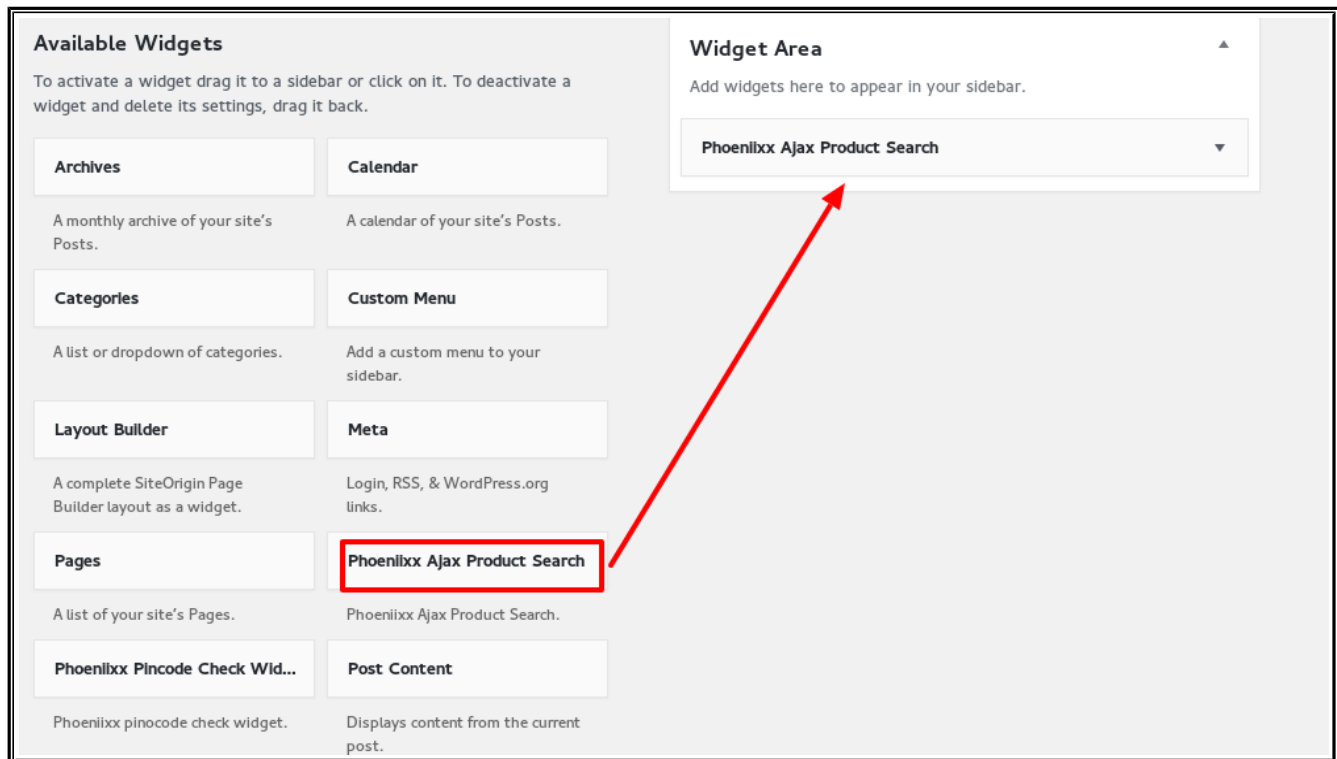 Available Widgets
To activate a widget drag it to a sidebar or click on it. To deactivate a
widget and delete its settings, drag it back.
Archives
Calendar
A monthly archive of your site's
Posts.
A calendar of your site's Posts.
Categories
Custom Menu
A list or dropdown of categories.
Add a custom menu to your
sidebar.
Layout Builder
Meta
A complete SiteOrigin Page
Builder layout as a widget.
Login, RSS, & WordPress.org
links.
Pages
Phoeniixx Ajax Product Search
A list of your site's Pages.
Phoeniixx Ajax Product Search.
Phoeniixx Pincode Check Wid...
Post Content
Phoeniixx pinocode check widget.
Displays content from the current
post.
Widget Area
Add widgets here to appear in your sidebar.
Phoeniixx Ajax Product Search